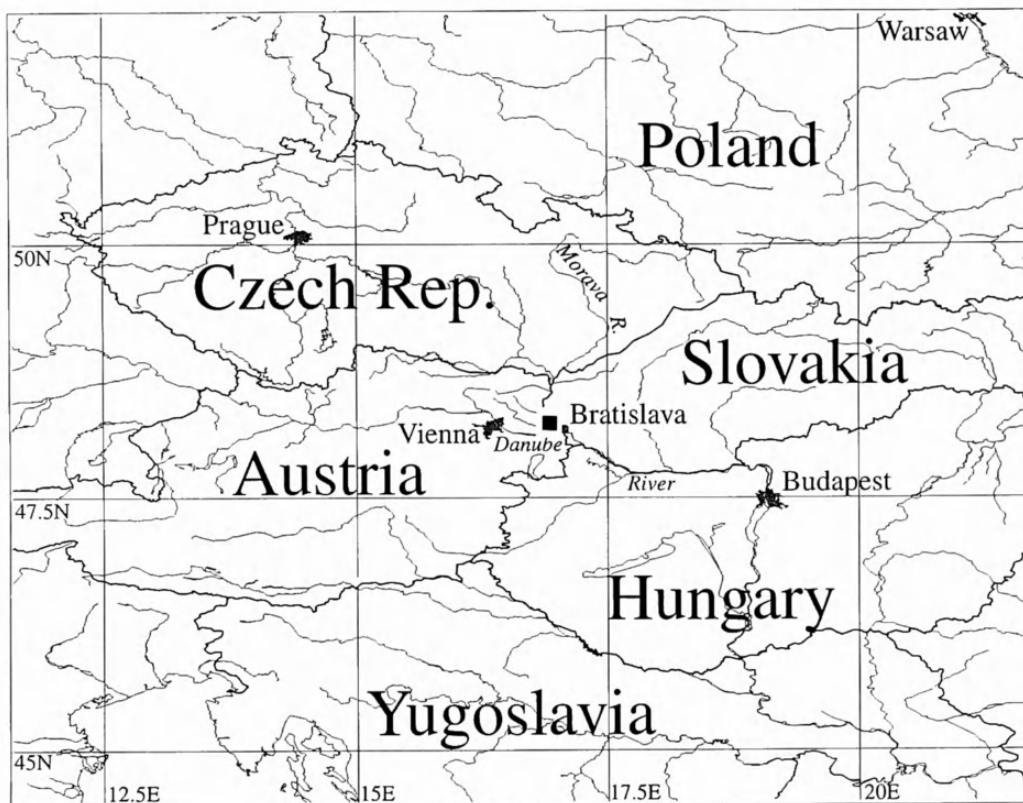 Warsaw
Poland
Prague
50N
Czech Rep.
Morava
R.
Slovakia
Vienna
Danube
Bratislava
Austria
River
Budapest
47.5N
Hungary
Yugoslavia
45N
12.5E
15E
17.5E
20E